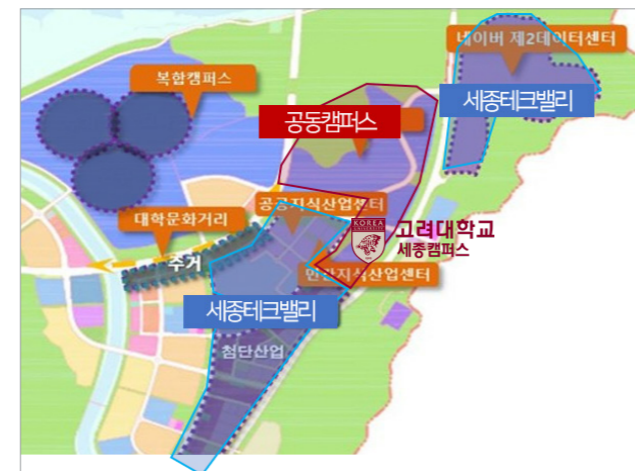 네이버 제2데이터센터
복합캠퍼스
세종테크밸리
공동캠퍼스
공공지식산업센터
대학문화거리
KOREA
고려대학교
세종캠퍼스
주거
민간지식산업센터
세종테크밸리
첨단산업